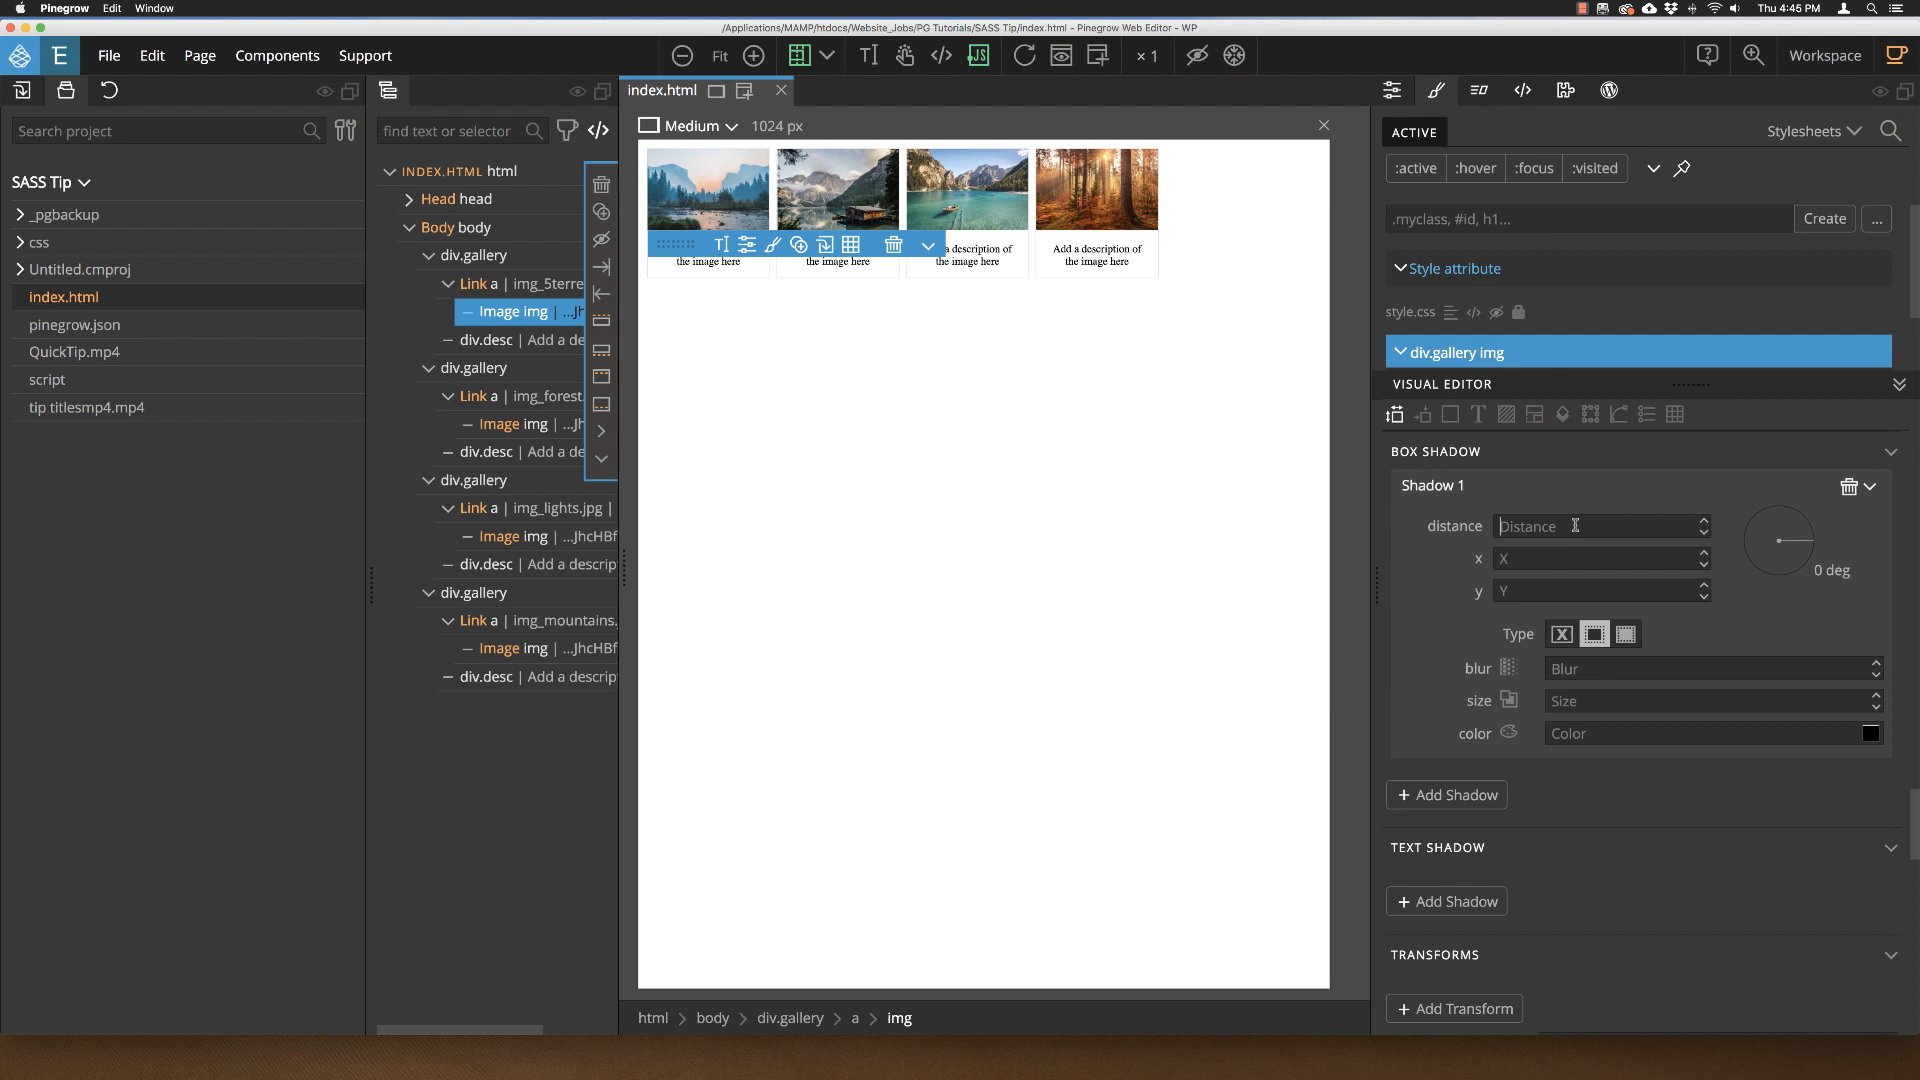 Pinegrow Edit Window Thu 4:45 PM
/Applications/MAMP/htdocs/Website_Jobs/PG Tutorials/SASS Tip/index.html - Pinegrow Web Editor - WP
E File Edit Page Components Support Fit JS × 1 Workspace
index.html
Search project
find text or selector
Medium 1024 px
ACTIVE
Stylesheets
SASS Tip
_pgbackup
css
Untitled.cmproj
index.html
pinegrow.json
QuickTip.mp4
script
tip titlesmp4.mp4
INDEX.HTML html
Head head
Body body
div.gallery
Link a | img_5terre
Image img | ...Jh
div.desc | Add a de
div.gallery
Link a | img_forest.
Image img | ...Jh
div.desc | Add a de
div.gallery
Link a | img_lights.jpg |
Image img | ...JhcHBf
div.desc | Add a descrip
div.gallery
Link a | img_mountains.
Image img | ...JhcHBf
div.desc | Add a descrip
the image here
the image here
a description of
the image here
Add a description of
the image here
html > body > div.gallery > a > img
:active :hover :focus :visited
.myclass, #id, h1...
Create
...
Style attribute
style.css
div.gallery img
VISUAL EDITOR
BOX SHADOW
Shadow 1
distance Distance
x X
0 deg
y Y
Type
blur Blur
size Size
color Color
+ Add Shadow
TEXT SHADOW
+ Add Shadow
TRANSFORMS
+ Add Transform